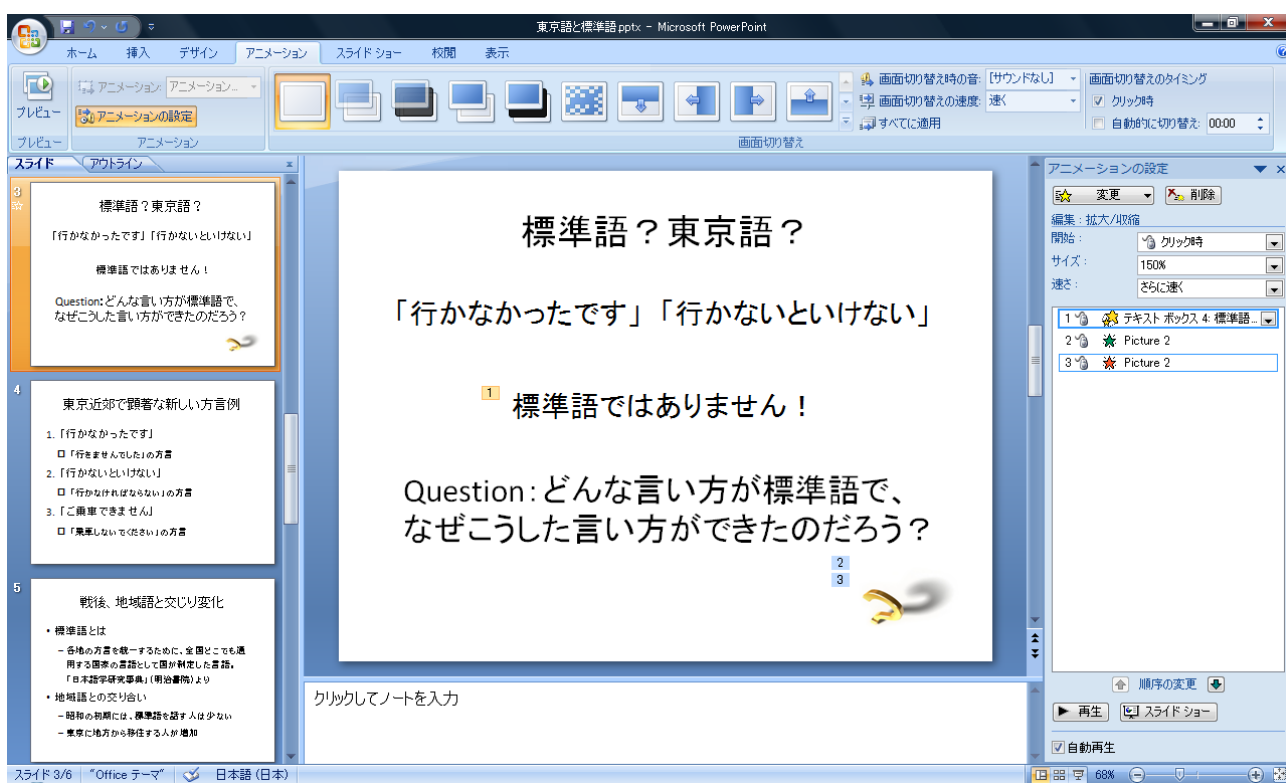 東京語と標準語.pptx - Microsoft PowerPoint
ホーム 挿入 デザイン アニメーション スライド ショー 校閲 表示
プレビュー
アニメーション: アニメーション...
アニメーションの設定
画面切り替え時の音: [サウンドなし]
画面切り替えの速度: 速く
すべてに適用
画面切り替えのタイミング
クリック時
自動的に切り替え: 00:00
プレビュー アニメーション 画面切り替え
スライド アウトライン
3
標準語？東京語？
「行かなかったです」「行かないといけない」
標準語ではありません！
Question:どんな言い方が標準語で、
なぜこうした言い方ができたのだろう？
4
東京近郊で顕著な新しい方言例
1. 「行かなかったです」
「行きませんでした」の方言
2. 「行かないといけない」
「行かなければならない」の方言
3. 「ご乗車できません」
「乗車しないでください」の方言
5
戦後、地域語と交じり変化
・標準語とは
– 各地の方言を統一するために、全国どこでも通
用する国家の言語として国が制定した言語。
「日本語学研究事典」(明治書院)より
・地域語との交り合い
– 昭和の初期には、標準語を話す人は少ない
– 東京に地方から移住する人が増加
標準語？東京語？
「行かなかったです」「行かないといけない」
1
標準語ではありません！
Question:どんな言い方が標準語で、
なぜこうした言い方ができたのだろう？
2
3
クリックしてノートを入力
アニメーションの設定
変更 削除
編集: 拡大/収縮
開始: クリック時
サイズ: 150%
速さ: さらに速く
1 テキスト ボックス 4: 標準語...
2 Picture 2
3 Picture 2
順序の変更
再生 スライド ショー
自動再生
スライド 3/6 "Office テーマ" 日本語 (日本) 68%